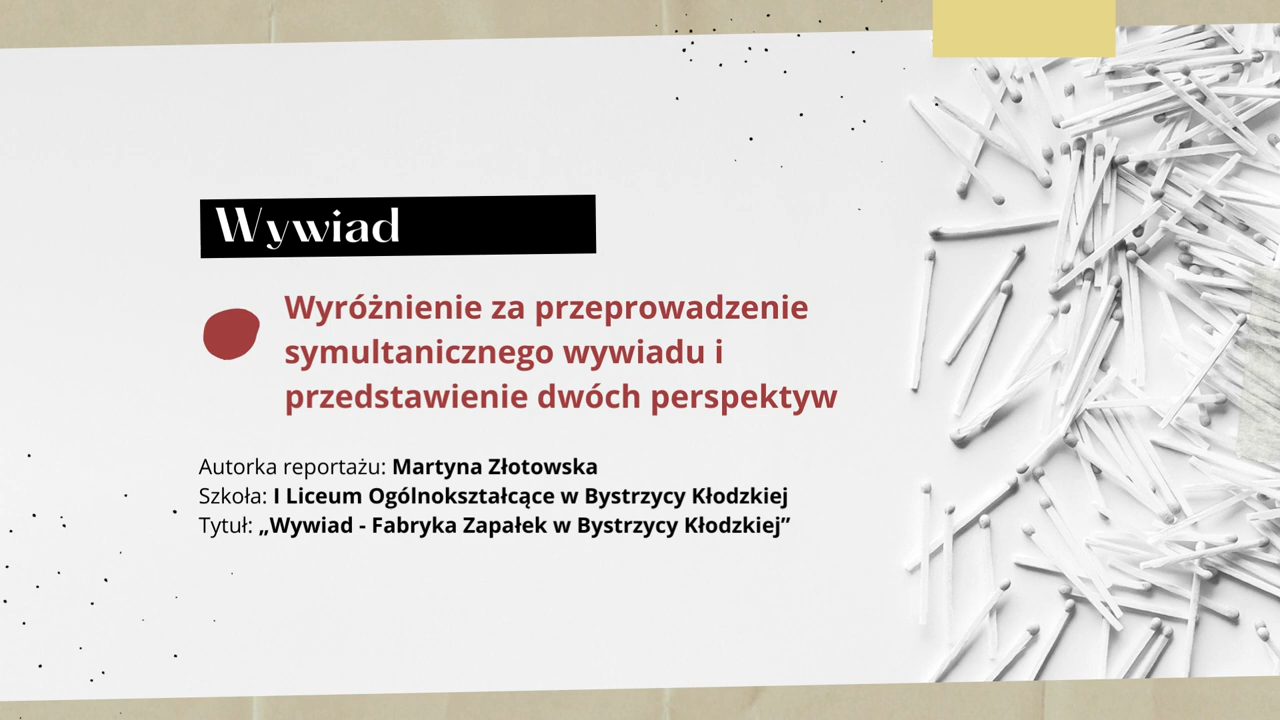 Wywiad
Wyróżnienie za przeprowadzenie
symultanicznego wywiadu i
przedstawienie dwóch perspektyw
Autorka reportażu: Martyna Złotowska
Szkoła: I Liceum Ogólnokształcące w Bystrzycy Kłodzkiej
Tytuł: „Wywiad - Fabryka Zapałek w Bystrzycy Kłodzkiej”